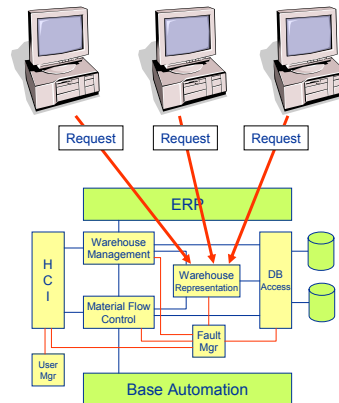 Request
Request
Request
ERP
Warehouse
Management
H
C
I
Warehouse
Representation
DB
Access
Material Flow
Control
Fault
Mgr
User
Mgr
Base Automation